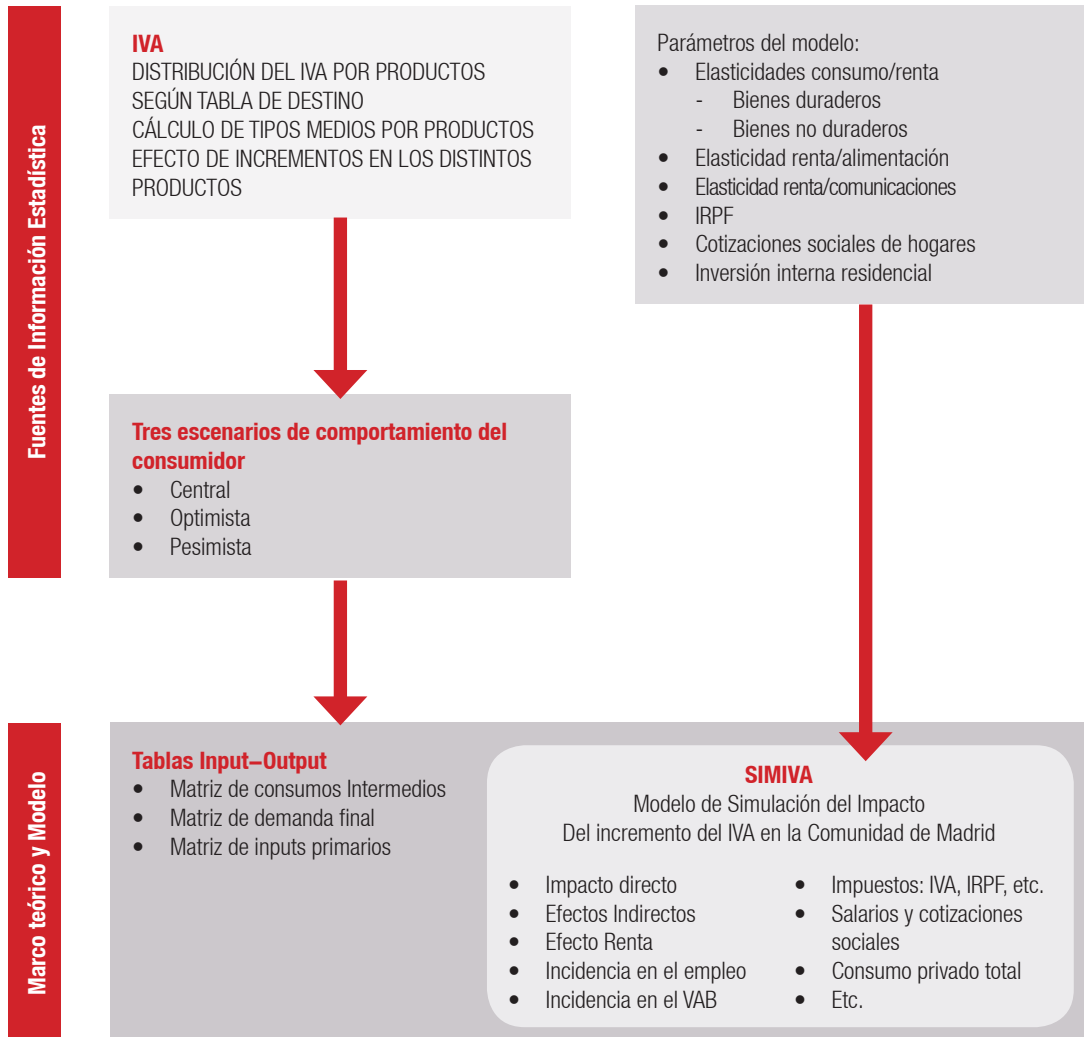 Fuentes de Información Estadística
IVA
DISTRIBUCIÓN DEL IVA POR PRODUCTOS
SEGÚN TABLA DE DESTINO
CÁLCULO DE TIPOS MEDIOS POR PRODUCTOS
EFECTO DE INCREMENTOS EN LOS DISTINTOS
PRODUCTOS
Parámetros del modelo:
• Elasticidades consumo/renta
- Bienes duraderos
- Bienes no duraderos
• Elasticidad renta/alimentación
• Elasticidad renta/comunicaciones
• IRPF
• Cotizaciones sociales de hogares
• Inversión interna residencial
Tres escenarios de comportamiento del
consumidor
• Central
• Optimista
• Pesimista
Marco teórico y Modelo
Tablas Input–Output
• Matriz de consumos Intermedios
• Matriz de demanda final
• Matriz de inputs primarios
SIMIVA
Modelo de Simulación del Impacto
Del incremento del IVA en la Comunidad de Madrid
• Impacto directo
• Efectos Indirectos
• Efecto Renta
• Incidencia en el empleo
• Incidencia en el VAB
• Impuestos: IVA, IRPF, etc.
• Salarios y cotizaciones
sociales
• Consumo privado total
• Etc.